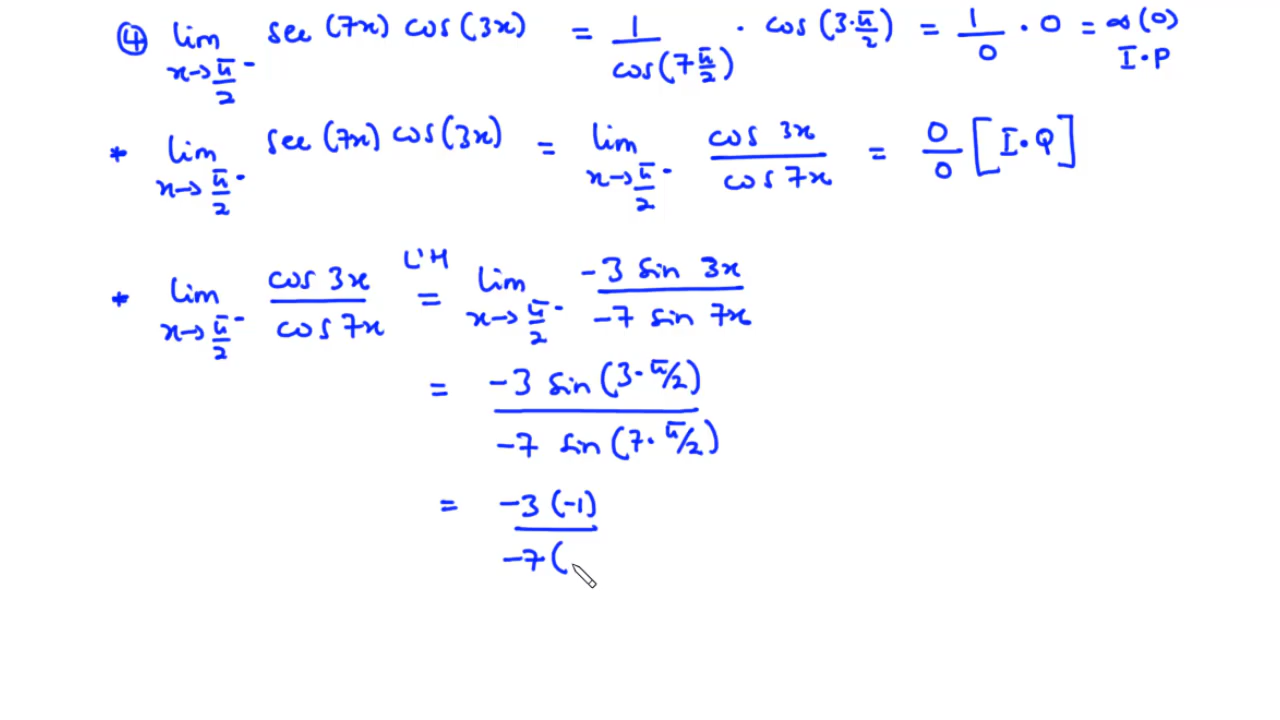 ④ lim x→π/2⁻ sec (7x) cos (3x) = 1/cos(7π/2) · cos (3·π/2) = 1/0 · 0 = ∞(0) I·P
* lim x→π/2⁻ sec (7x) cos (3x) = lim x→π/2⁻ cos 3x / cos 7x = 0/0 [I·Q]
* lim x→π/2⁻ cos 3x / cos 7x L'H = lim x→π/2⁻ -3 sin 3x / -7 sin 7x
= -3 sin (3·π/2) / -7 sin (7·π/2)
= -3 (-1) / -7 (